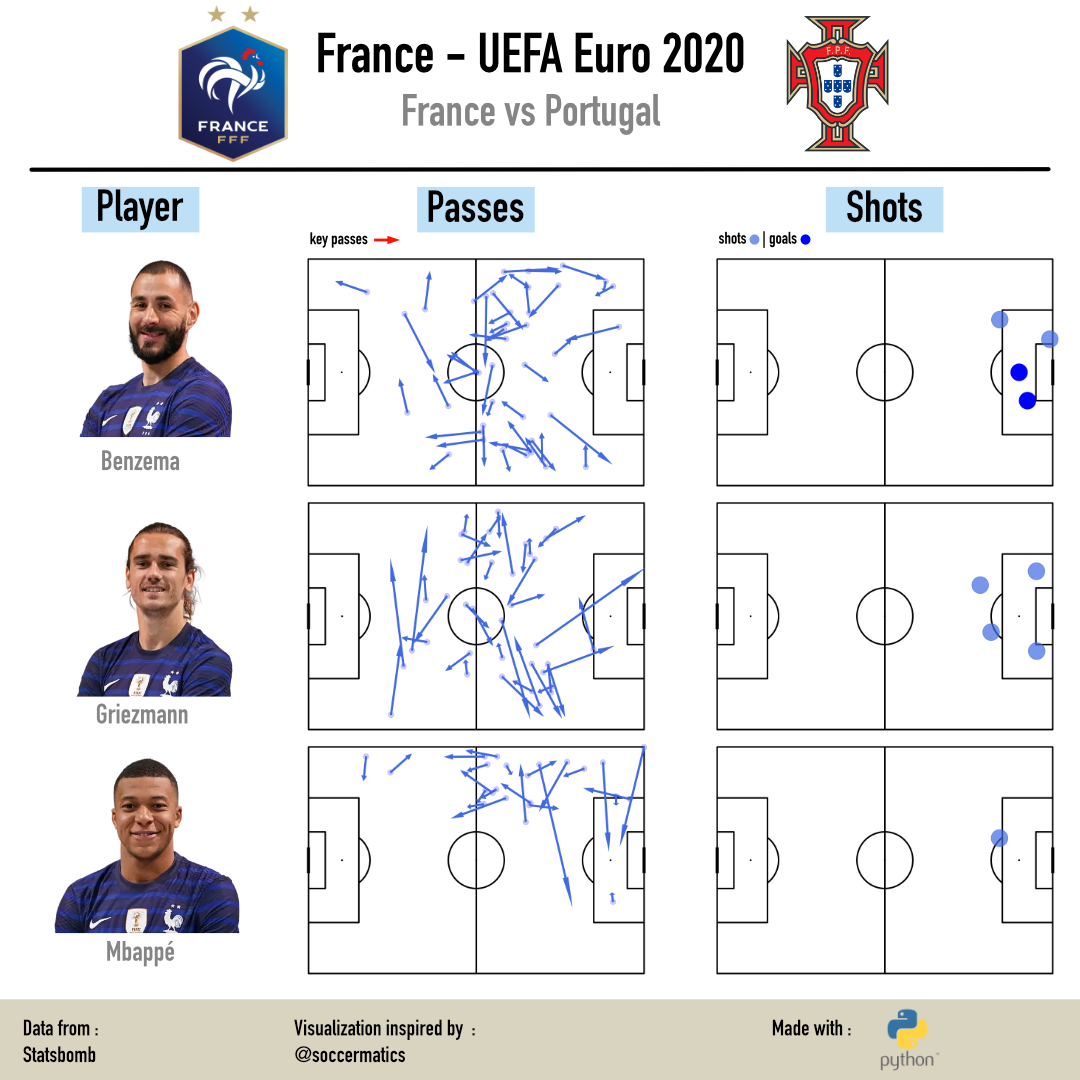 France - UEFA Euro 2020
France vs Portugal
FRANCE
FFF
F.P.F.
Player
Passes
Shots
key passes
shots | goals
Benzema
Griezmann
Mbappé
Data from :
Statsbomb
Visualization inspired by :
@soccermatics
Made with :
python